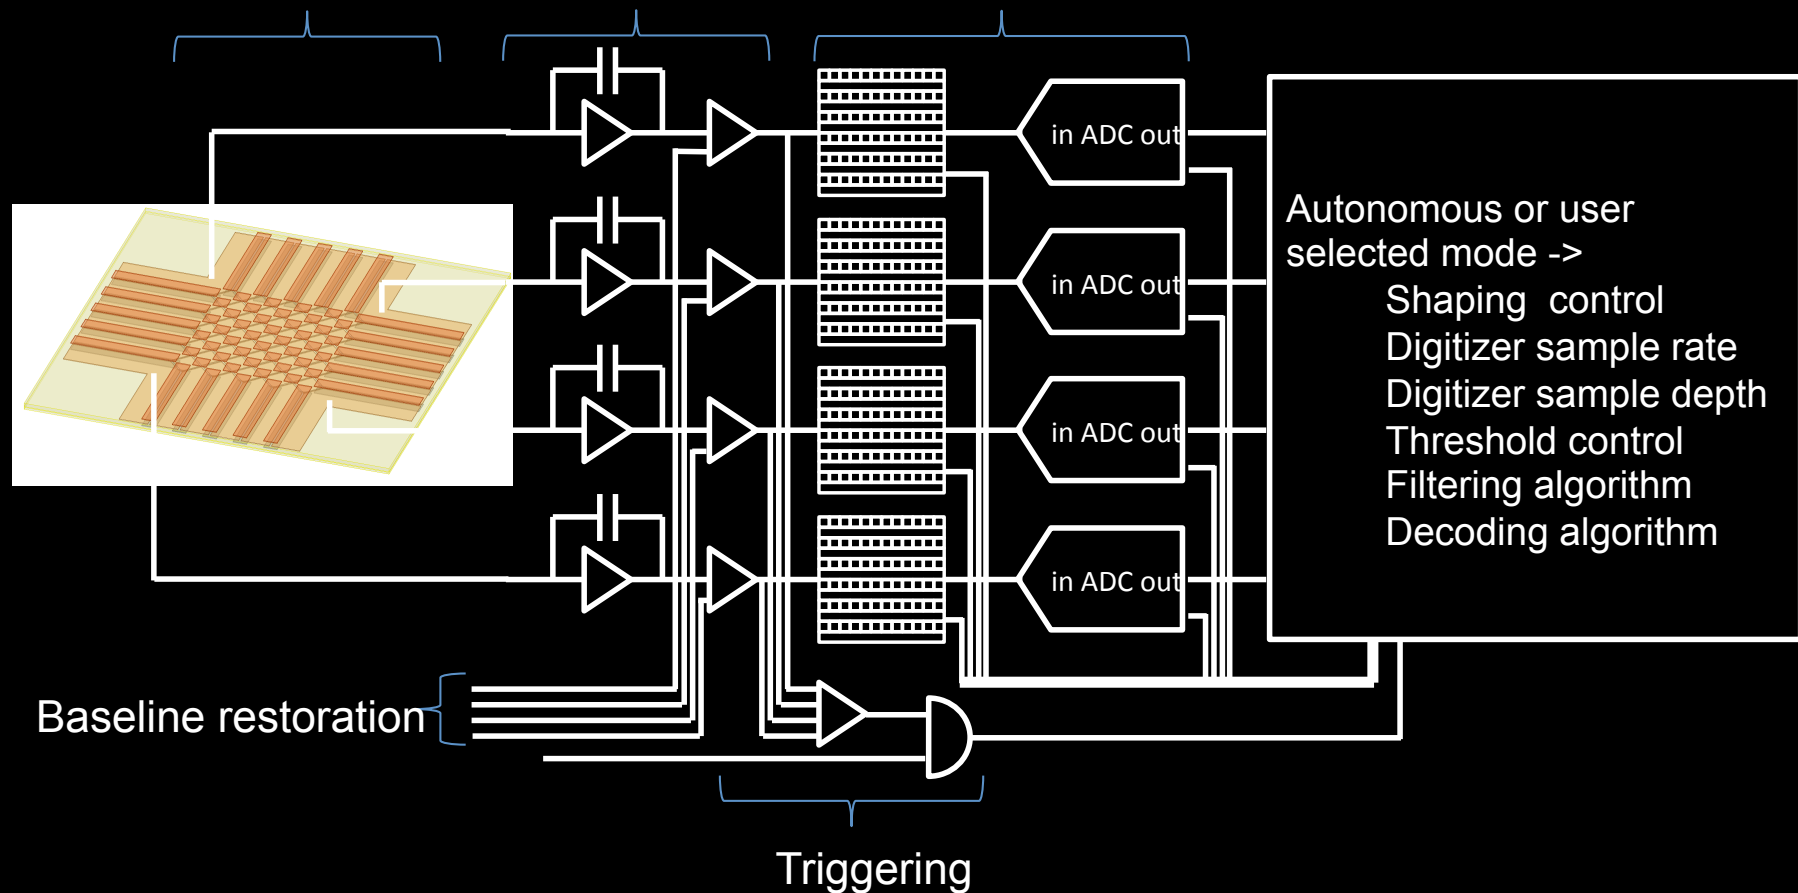 in ADC out
in ADC out
in ADC out
in ADC out
Autonomous or user
selected mode ->
Shaping control
Digitizer sample rate
Digitizer sample depth
Threshold control
Filtering algorithm
Decoding algorithm
Baseline restoration
Triggering